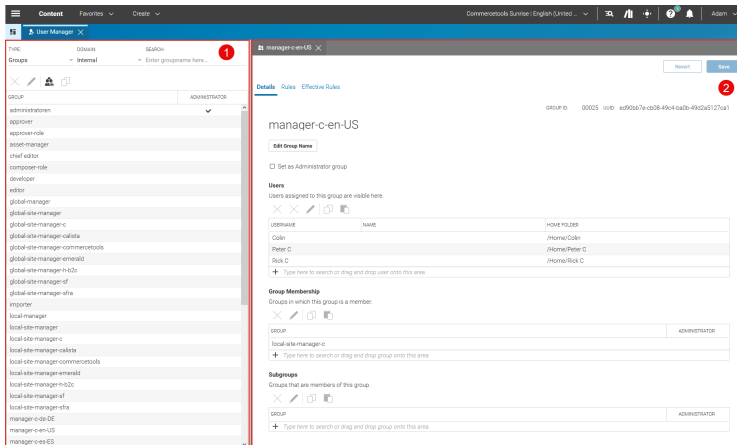 Content Favorites Create Commercetools Sunrise | English (United ... Adam
User Manager
TYPE: DOMAIN: SEARCH:
Groups Internal Enter groupname here...
1
GROUP ADMINISTRATOR
administratoren
approver
approver-role
asset-manager
chief editor
composer-role
developer
editor
global-manager
global-site-manager
global-site-manager-c
global-site-manager-calista
global-site-manager-commercetools
global-site-manager-emerald
global-site-manager-h-b2c
global-site-manager-sf
global-site-manager-sfra
importer
local-manager
local-site-manager
local-site-manager-c
local-site-manager-calista
local-site-manager-commercetools
local-site-manager-emerald
local-site-manager-h-b2c
local-site-manager-sf
local-site-manager-sfra
manager-c-de-DE
manager-c-en-US
manager-c-es-ES
manager-c-en-US
Revert Save
2
Details Rules Effective Rules
GROUP ID: 00025 UUID: ed90bb7e-cb08-49c4-ba0b-49d2a5127ca1
manager-c-en-US
Edit Group Name
Set as Administrator group
Users
Users assigned to this group are visible here.
USERNAME NAME HOME FOLDER
Colin /Home/Colin
Peter C /Home/Peter C
Rick C /Home/Rick C
+ Type here to search or drag and drop user onto this area.
Group Membership
Groups in which this group is a member.
GROUP ADMINISTRATOR
local-site-manager-c
+ Type here to search or drag and drop group onto this area.
Subgroups
Groups that are members of this group.
GROUP ADMINISTRATOR
+ Type here to search or drag and drop group onto this area.